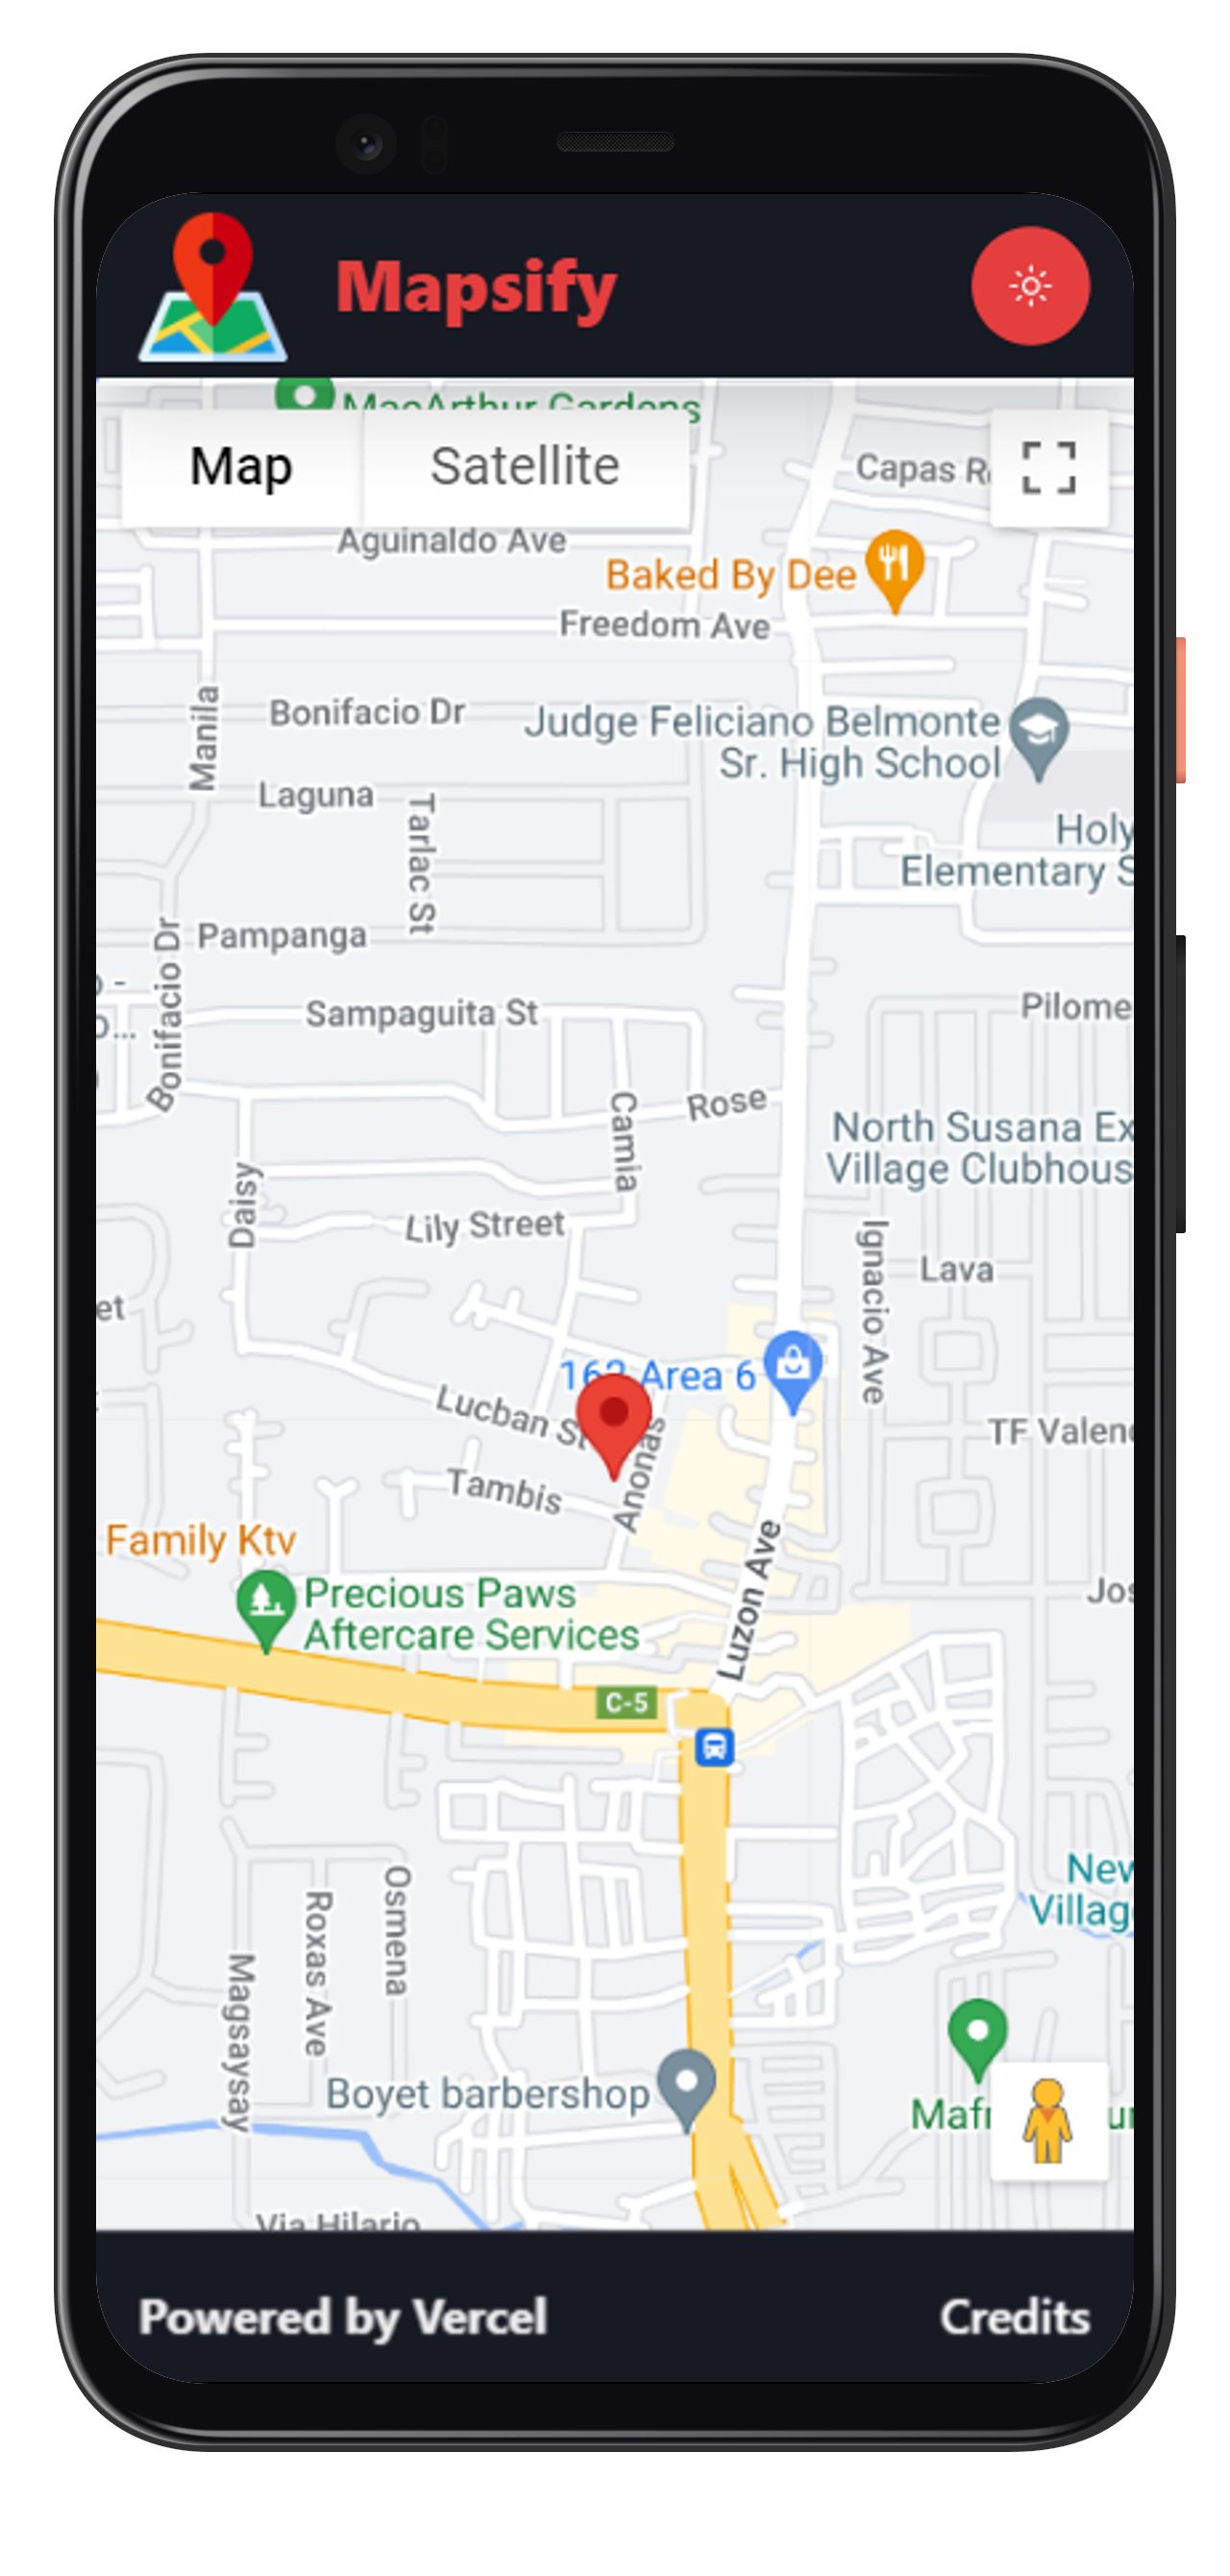 Mapsify
MacArthur Gardens
Map
Satellite
Capas
Aguinaldo Ave
Baked By Dee
Freedom Ave
Manila
Bonifacio Dr
Judge Feliciano Belmonte
Sr. High School
Laguna
Tarlac St
Holy
Elementary S
Bonifacio Dr
Pampanga
Sampaguita St
Pilome
Camia
Rose
North Susana Ex
Village Clubhous
Daisy
Lily Street
Ignacio Ave
Lava
et
Area 6
Lucban St
Anonas
TF Valenc
Tambis
Family Ktv
Precious Paws
Aftercare Services
Luzon Ave
Jos
C-5
New
Village
Osmena
Roxas Ave
Magsaysay
Boyet barbershop
Via Hilario
Powered by Vercel
Credits